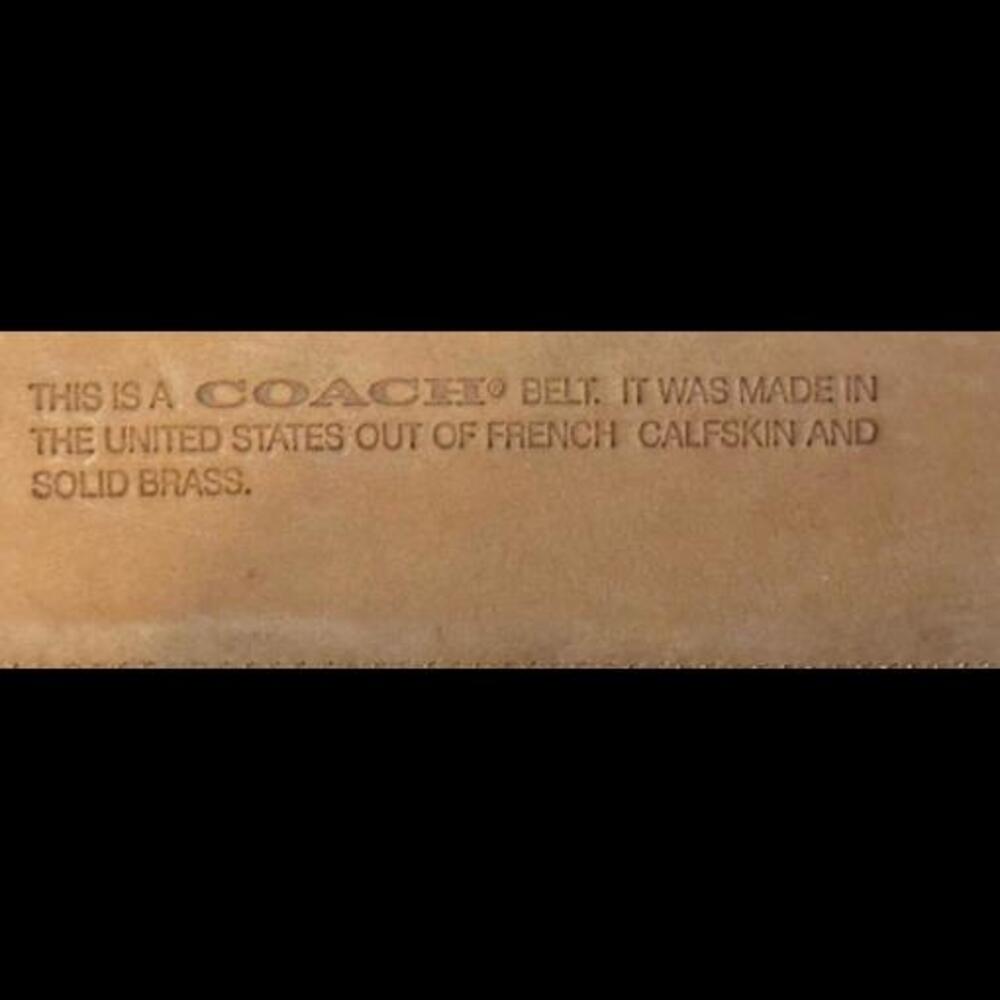 THIS IS A COACH® BELT. IT WAS MADE IN
THE UNITED STATES OUT OF FRENCH CALFSKIN AND
SOLID BRASS.